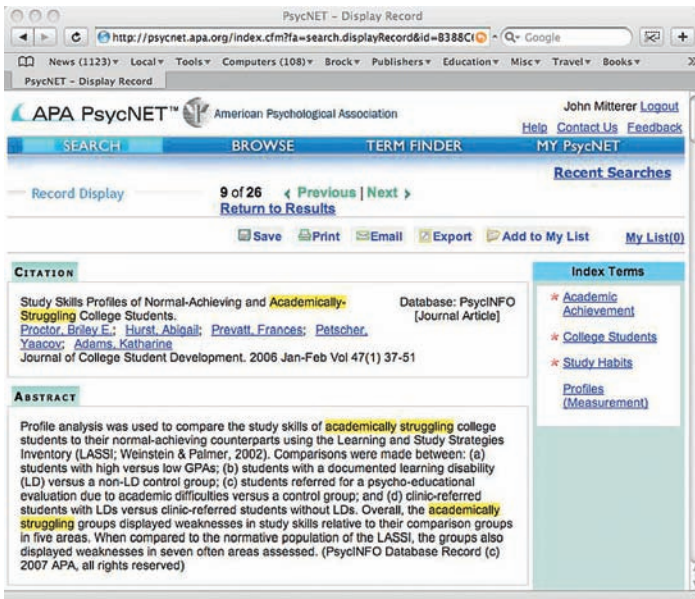 PsycNET – Display Record
http://psycnet.apa.org/index.cfm?fa=search.displayRecord&id=8388C
Google
News (1123) Local Tools Computers (108) Brock Publishers Education Misc Travel Books
PsycNET – Display Record
APA PsycNET™ American Psychological Association
John Mitterer Logout
Help Contact Us Feedback
SEARCH BROWSE TERM FINDER MY PsycNET
Recent Searches
Record Display 9 of 26 Previous | Next
Return to Results
Save Print Email Export Add to My List My List(0)
CITATION
Study Skills Profiles of Normal-Achieving and Academically-
Struggling College Students.
Database: PsycINFO
[Journal Article]
Proctor, Briley E.; Hurst, Abigail; Prevatt, Frances; Petscher,
Yaacov; Adams, Katharine
Journal of College Student Development. 2006 Jan-Feb Vol 47(1) 37-51
ABSTRACT
Profile analysis was used to compare the study skills of academically struggling college
students to their normal-achieving counterparts using the Learning and Study Strategies
Inventory (LASSI; Weinstein & Palmer, 2002). Comparisons were made between: (a)
students with high versus low GPAs; (b) students with a documented learning disability
(LD) versus a non-LD control group; (c) students referred for a psycho-educational
evaluation due to academic difficulties versus a control group; and (d) clinic-referred
students with LDs versus clinic-referred students without LDs. Overall, the academically
struggling groups displayed weaknesses in study skills relative to their comparison groups
in five areas. When compared to the normative population of the LASSI, the groups also
displayed weaknesses in seven often areas assessed. (PsycINFO Database Record (c)
2007 APA, all rights reserved)
Index Terms
* Academic
Achievement
* College Students
* Study Habits
Profiles
(Measurement)